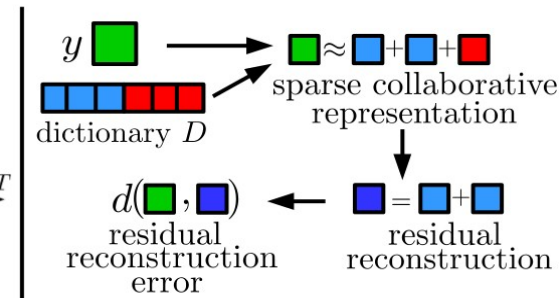 y
≈ + +
dictionary D
sparse collaborative
representation
T
d( , )
= +
residual
reconstruction
error
residual
reconstruction